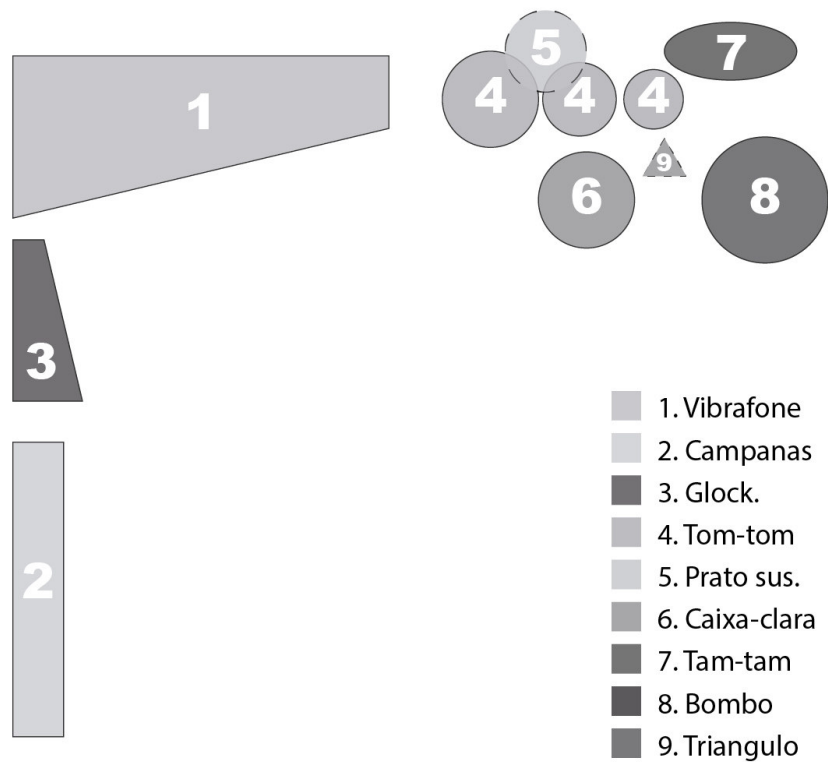 5
7
1
4 4 4
9
6 8
3
2
1. Vibrafone
2. Campanas
3. Glock.
4. Tom-tom
5. Prato sus.
6. Caixa-clara
7. Tam-tam
8. Bombo
9. Triangulo